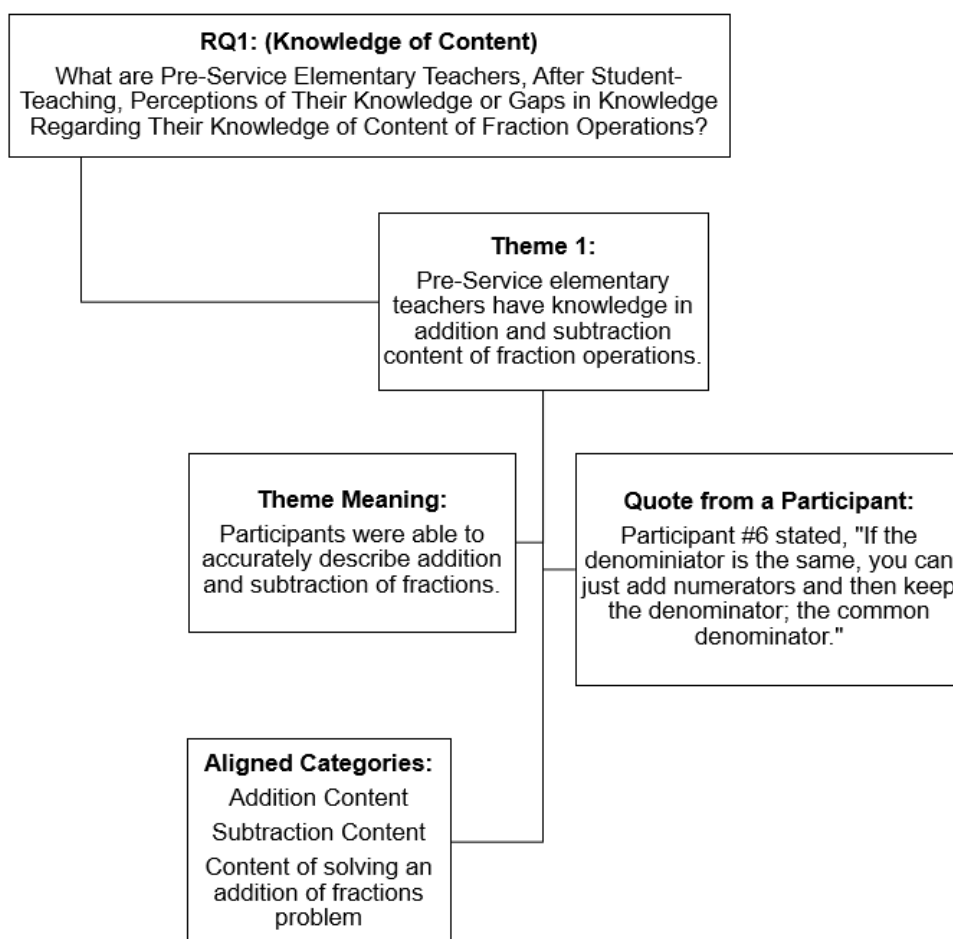 RQ1: (Knowledge of Content)
What are Pre-Service Elementary Teachers, After Student-
Teaching, Perceptions of Their Knowledge or Gaps in Knowledge
Regarding Their Knowledge of Content of Fraction Operations?
Theme 1:
Pre-Service elementary
teachers have knowledge in
addition and subtraction
content of fraction operations.
Theme Meaning:
Participants were able to
accurately describe addition
and subtraction of fractions.
Quote from a Participant:
Participant #6 stated, "If the
denominiator is the same, you can
just add numerators and then keep
the denominator; the common
denominator."
Aligned Categories:
Addition Content
Subtraction Content
Content of solving an
addition of fractions
problem